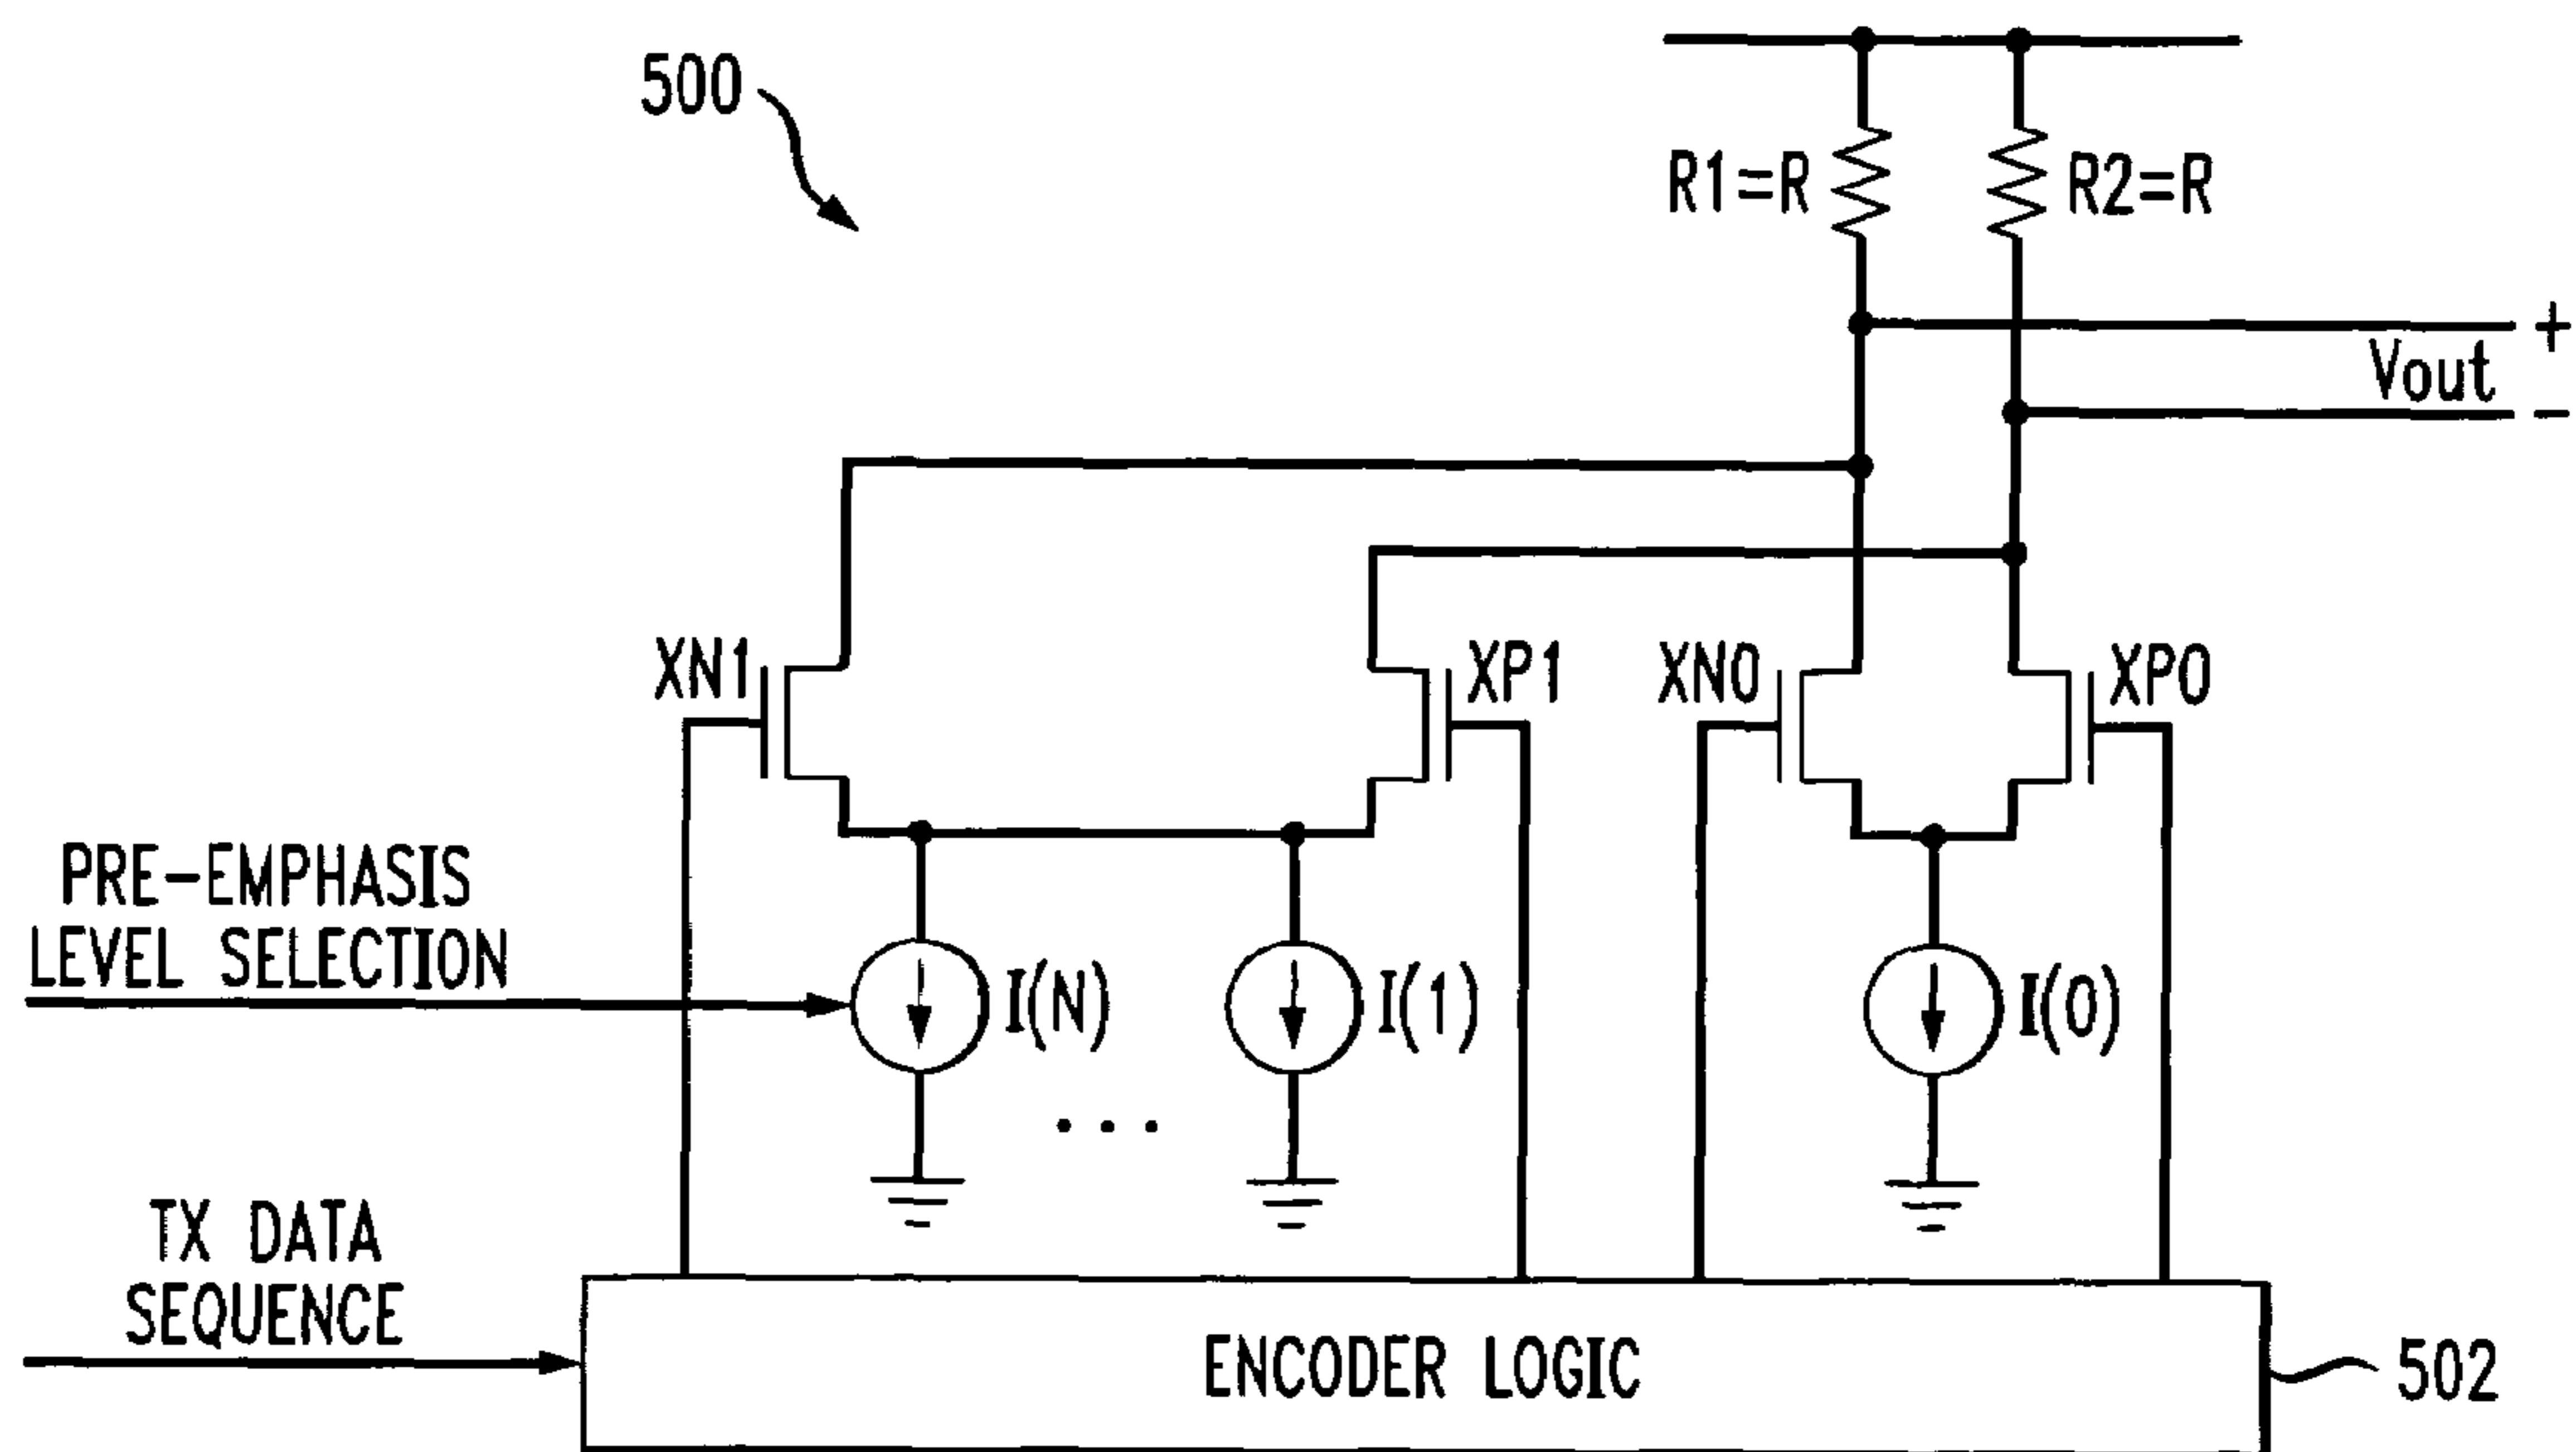 500
R1=R
R2=R
+
Vout
-
XN1
XP1
XN0
XP0
PRE-EMPHASIS
LEVEL SELECTION
I(N)
I(1)
I(0)
...
TX DATA
SEQUENCE
ENCODER LOGIC
502